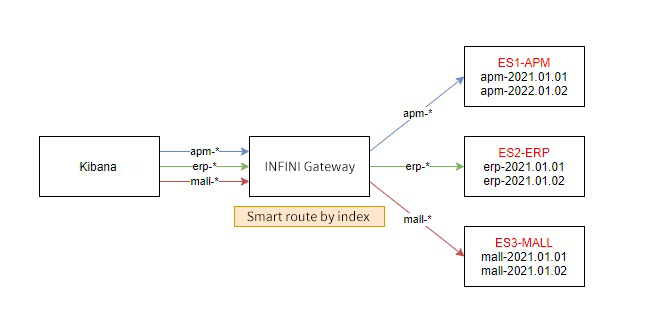 Kibana
apm-*
erp-*
mall-*
INFINI Gateway
Smart route by index
apm-*
erp-*
mall-*
ES1-APM
apm-2021.01.01
apm-2022.01.02
ES2-ERP
erp-2021.01.01
erp-2021.01.02
ES3-MALL
mall-2021.01.01
mall-2021.01.02